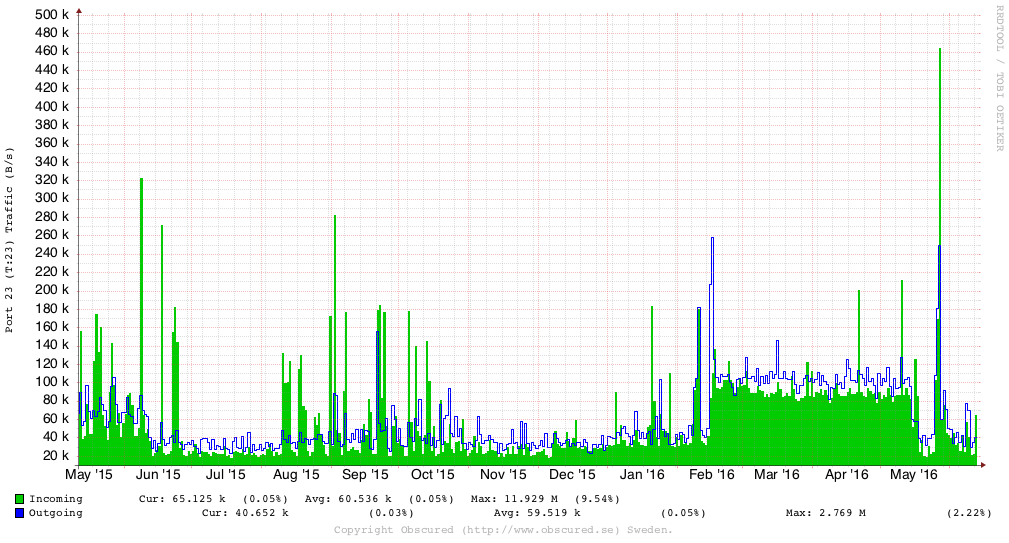 500 k
480 k
460 k
440 k
420 k
400 k
380 k
360 k
340 k
320 k
300 k
280 k
260 k
240 k
220 k
200 k
180 k
160 k
140 k
120 k
100 k
80 k
60 k
40 k
20 k
Port 23 (T:23) Traffic (B/s)
RRDTOOL / TOBI OETIKER
May '15 Jun '15 Jul '15 Aug '15 Sep '15 Oct '15 Nov '15 Dec '15 Jan '16 Feb '16 Mar '16 Apr '16 May '16
Incoming Cur: 65.125 k (0.05%) Avg: 60.536 k (0.05%) Max: 11.929 M (9.54%)
Outgoing Cur: 40.652 k (0.03%) Avg: 59.519 k (0.05%) Max: 2.769 M (2.22%)
Copyright Obscured (http://www.obscured.se) Sweden.